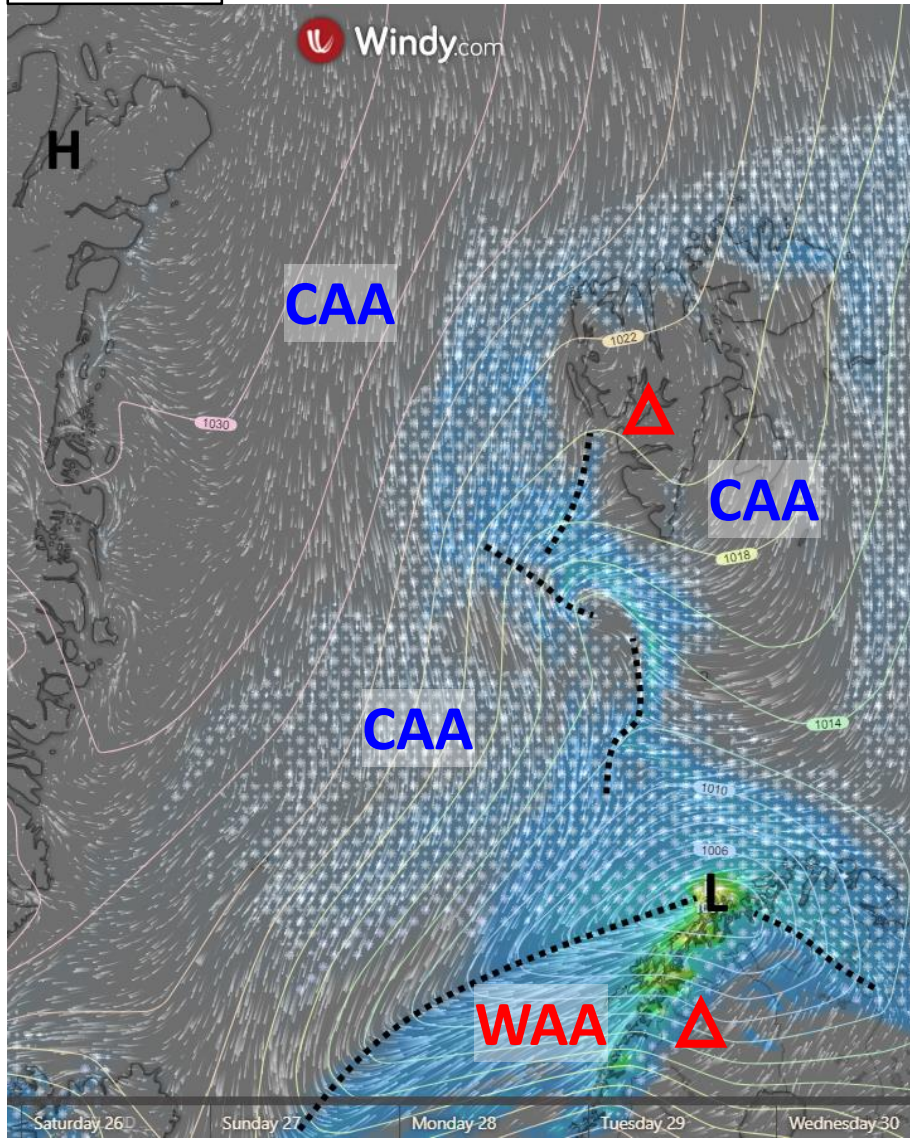 Windy.com
H
CAA
1022
1030
CAA
1018
CAA
1014
1010
1006
L
WAA
Saturday 26
Sunday 27
Monday 28
Tuesday 29
Wednesday 30